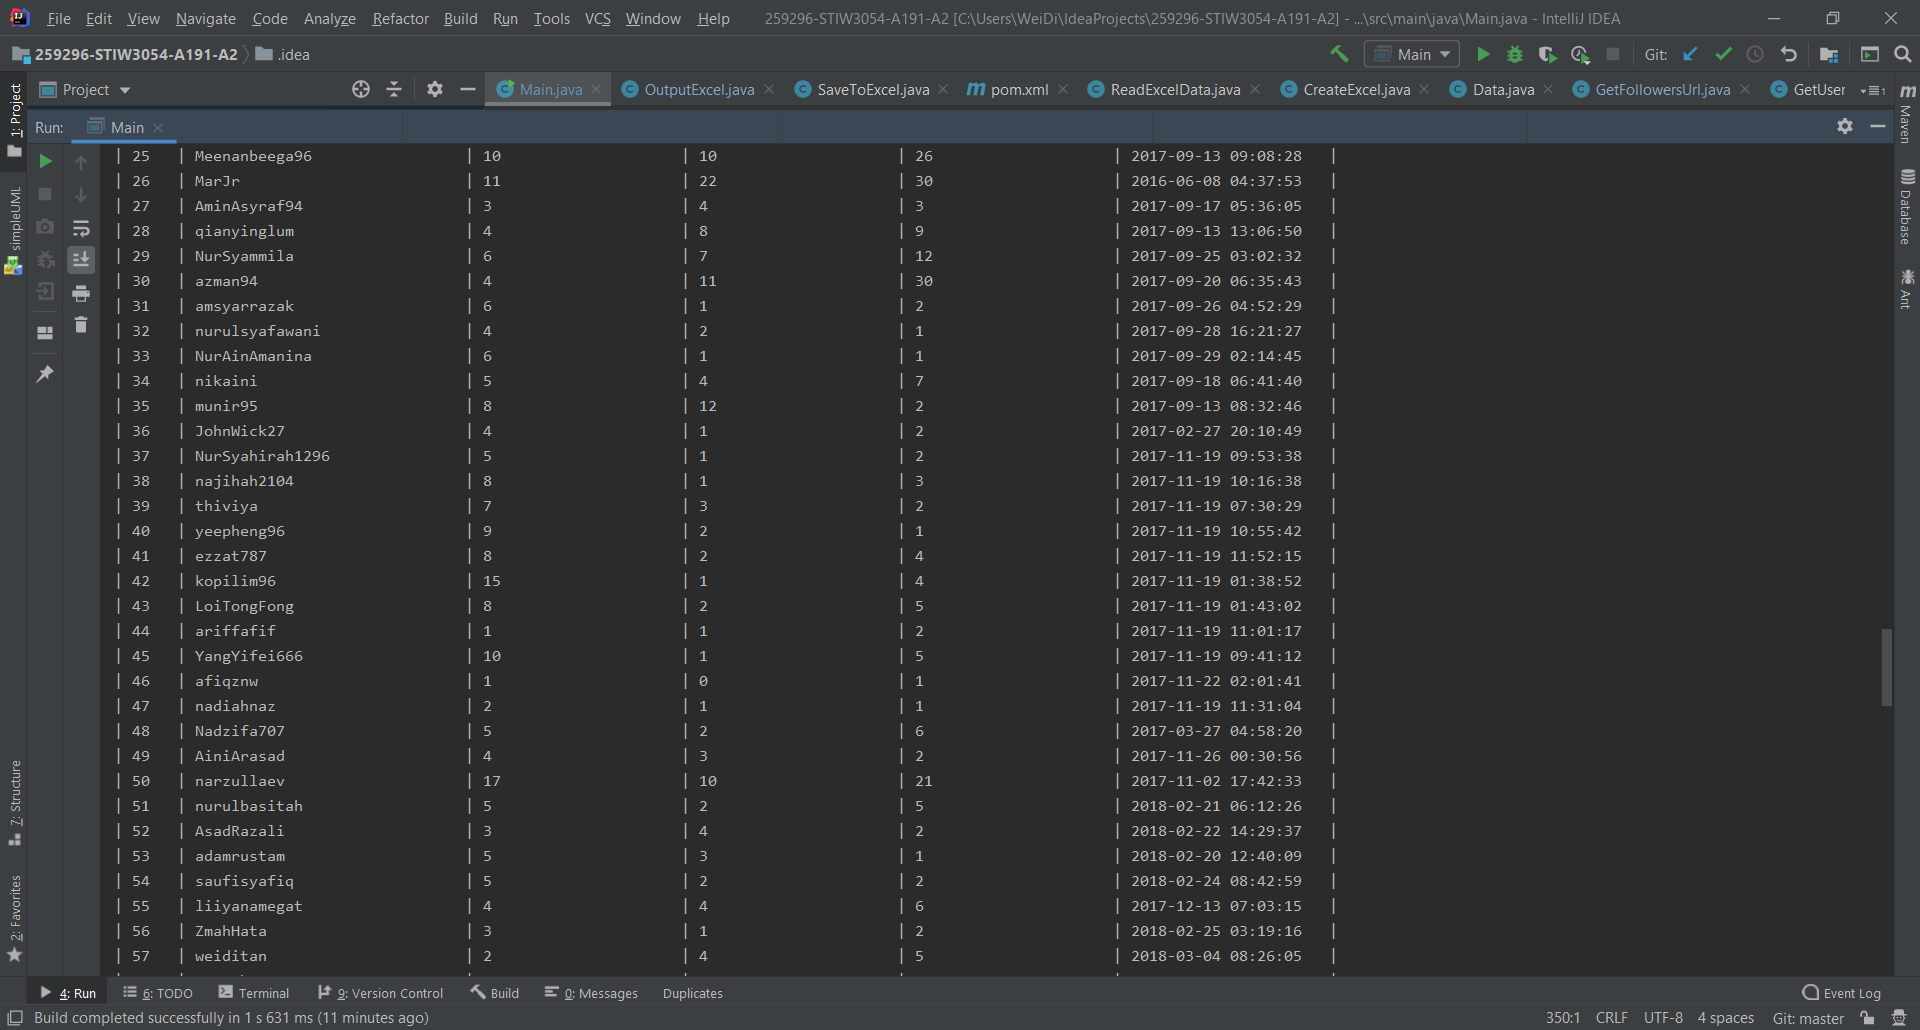 File Edit View Navigate Code Analyze Refactor Build Run Tools VCS Window Help 259296-STIW3054-A191-A2 [C:\Users\WeiDi\IdeaProjects\259296-STIW3054-A191-A2] - ...\src\main\java\Main.java - IntelliJ IDEA
259296-STIW3054-A191-A2 .idea Main Git:
Project Main.java OutputExcel.java SaveToExcel.java pom.xml ReadExcelData.java CreateExcel.java Data.java GetFollowersUrl.java GetUser 1
Run: Main
1: Project
simpleUML
7: Structure
2: Favorites
Maven
Database
Ant
| 25 | Meenanbeega96 | 10 | 10 | 26 | 2017-09-13 09:08:28 |
| 26 | MarJr | 11 | 22 | 30 | 2016-06-08 04:37:53 |
| 27 | AminAsyraf94 | 3 | 4 | 3 | 2017-09-17 05:36:05 |
| 28 | qianyinglum | 4 | 8 | 9 | 2017-09-13 13:06:50 |
| 29 | NurSyammila | 6 | 7 | 12 | 2017-09-25 03:02:32 |
| 30 | azman94 | 4 | 11 | 30 | 2017-09-20 06:35:43 |
| 31 | amsyarrazak | 6 | 1 | 2 | 2017-09-26 04:52:29 |
| 32 | nurulsyafawani | 4 | 2 | 1 | 2017-09-28 16:21:27 |
| 33 | NurAinAmanina | 6 | 1 | 1 | 2017-09-29 02:14:45 |
| 34 | nikaini | 5 | 4 | 7 | 2017-09-18 06:41:40 |
| 35 | munir95 | 8 | 12 | 2 | 2017-09-13 08:32:46 |
| 36 | JohnWick27 | 4 | 1 | 2 | 2017-02-27 20:10:49 |
| 37 | NurSyahirah1296 | 5 | 1 | 2 | 2017-11-19 09:53:38 |
| 38 | najihah2104 | 8 | 1 | 3 | 2017-11-19 10:16:38 |
| 39 | thiviya | 7 | 3 | 2 | 2017-11-19 07:30:29 |
| 40 | yeepheng96 | 9 | 2 | 1 | 2017-11-19 10:55:42 |
| 41 | ezzat787 | 8 | 2 | 4 | 2017-11-19 11:52:15 |
| 42 | kopilim96 | 15 | 1 | 4 | 2017-11-19 01:38:52 |
| 43 | LoiTongFong | 8 | 2 | 5 | 2017-11-19 01:43:02 |
| 44 | ariffafif | 1 | 1 | 2 | 2017-11-19 11:01:17 |
| 45 | YangYifei666 | 10 | 1 | 5 | 2017-11-19 09:41:12 |
| 46 | afiqznw | 1 | 0 | 1 | 2017-11-22 02:01:41 |
| 47 | nadiahnaz | 2 | 1 | 1 | 2017-11-19 11:31:04 |
| 48 | Nadzifa707 | 5 | 2 | 6 | 2017-03-27 04:58:20 |
| 49 | AiniArasad | 4 | 3 | 2 | 2017-11-26 00:30:56 |
| 50 | narzullaev | 17 | 10 | 21 | 2017-11-02 17:42:33 |
| 51 | nurulbasitah | 5 | 2 | 5 | 2018-02-21 06:12:26 |
| 52 | AsadRazali | 3 | 4 | 2 | 2018-02-22 14:29:37 |
| 53 | adamrustam | 5 | 3 | 1 | 2018-02-20 12:40:09 |
| 54 | saufisyafiq | 5 | 2 | 2 | 2018-02-24 08:42:59 |
| 55 | liiyanamegat | 4 | 4 | 6 | 2017-12-13 07:03:15 |
| 56 | ZmahHata | 3 | 1 | 2 | 2018-02-25 03:19:16 |
| 57 | weiditan | 2 | 4 | 5 | 2018-03-04 08:26:05 |
4: Run 6: TODO Terminal 9: Version Control Build 0: Messages Duplicates Event Log
Build completed successfully in 1 s 631 ms (11 minutes ago) 350:1 CRLF UTF-8 4 spaces Git: master